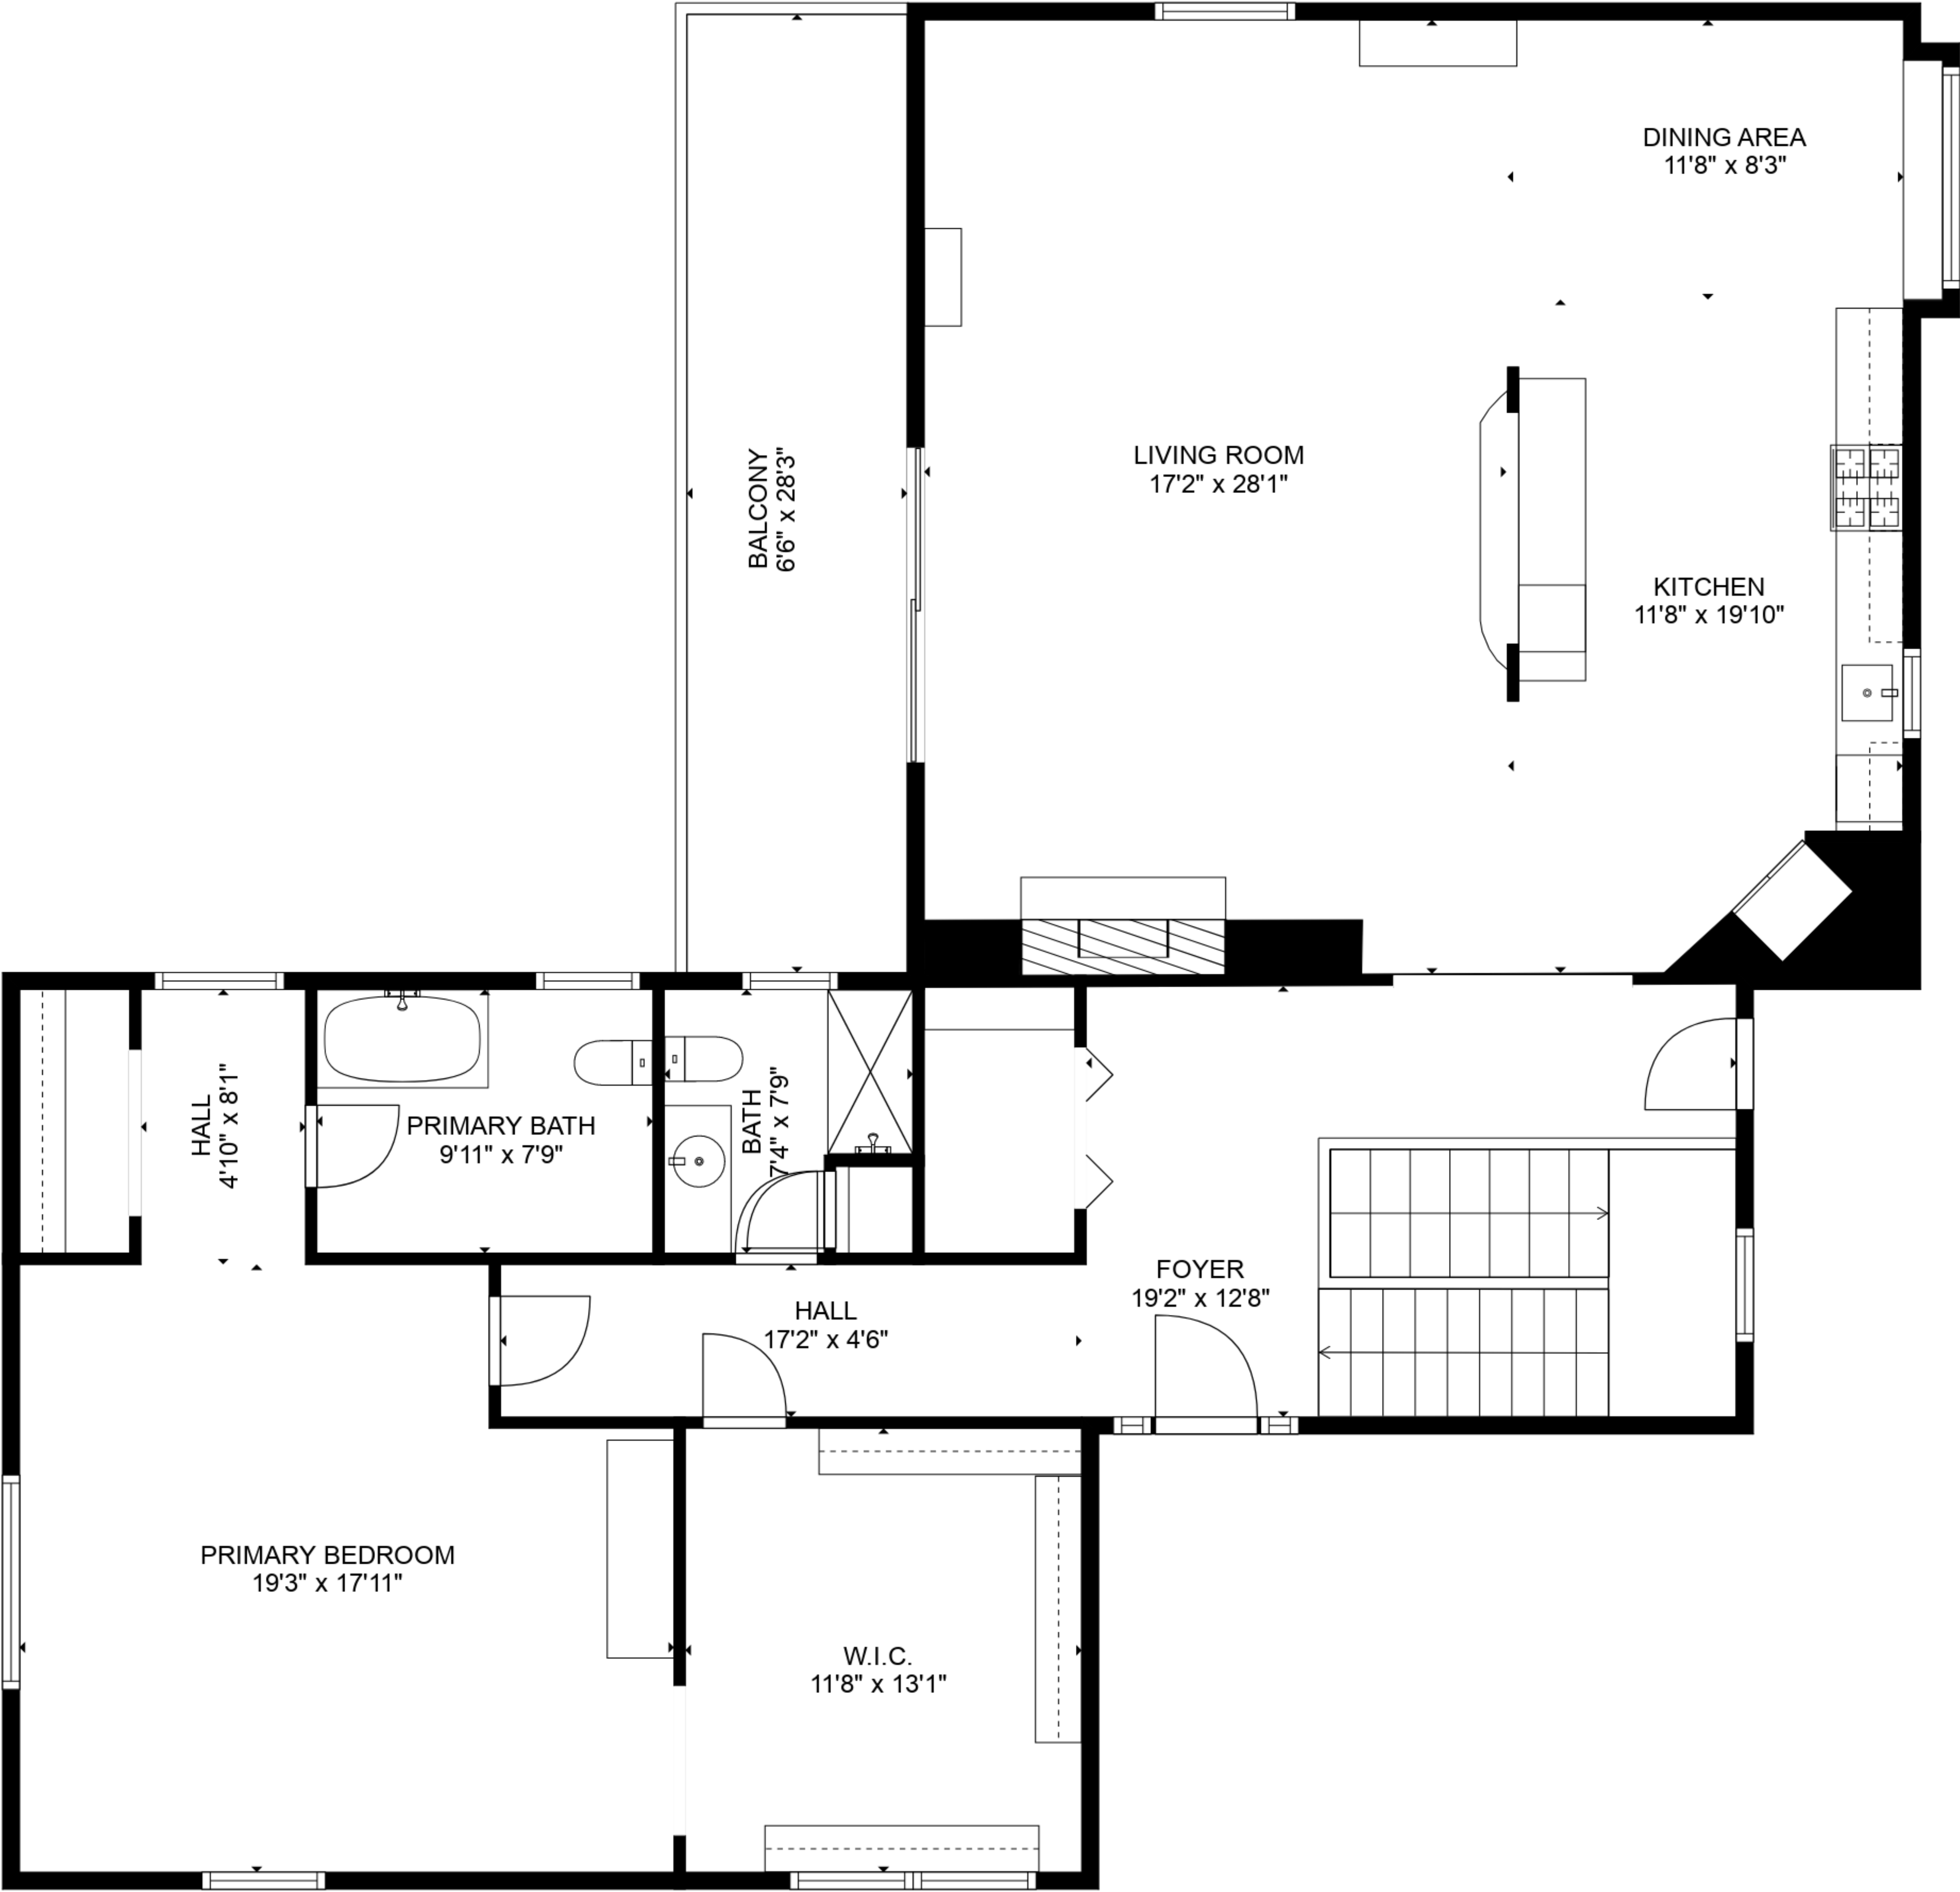 DINING AREA
11'8" x 8'3"
LIVING ROOM
17'2" x 28'1"
BALCONY
6'6" x 28'3"
KITCHEN
11'8" x 19'10"
HALL
4'10" x 8'1"
PRIMARY BATH
9'11" x 7'9"
BATH
7'4" x 7'9"
FOYER
19'2" x 12'8"
HALL
17'2" x 4'6"
PRIMARY BEDROOM
19'3" x 17'11"
W.I.C.
11'8" x 13'1"